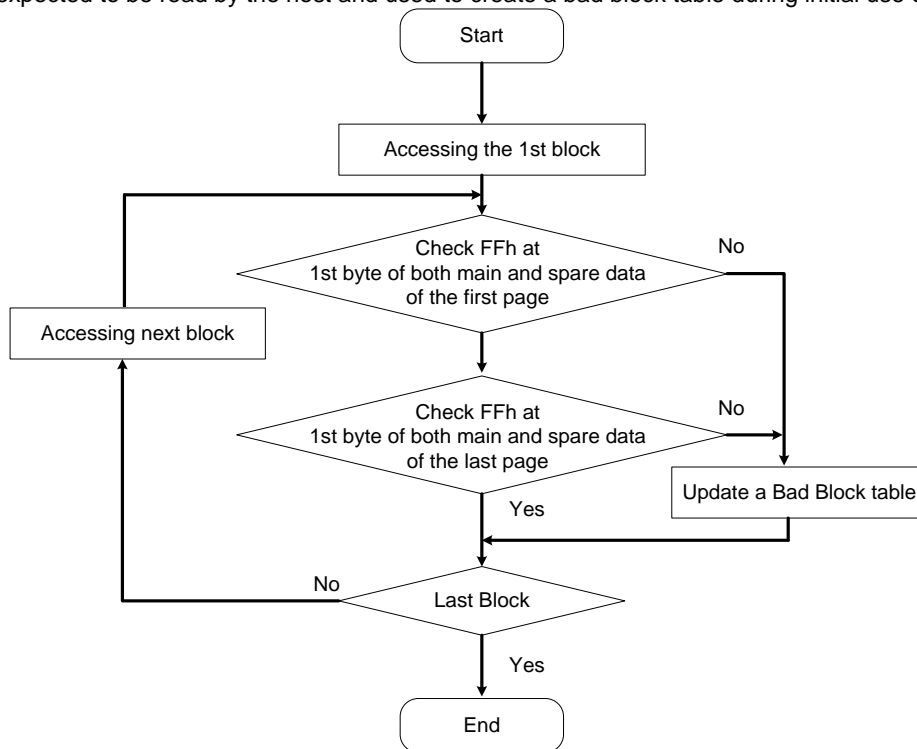 expected to be read by the host and used to create a bad block table during initial use
Start
Accessing the 1st block
Check FFh at
1st byte of both main and spare data
of the first page
No
Accessing next block
Check FFh at
1st byte of both main and spare data
of the last page
No
Update a Bad Block table
Yes
No
Last Block
Yes
End